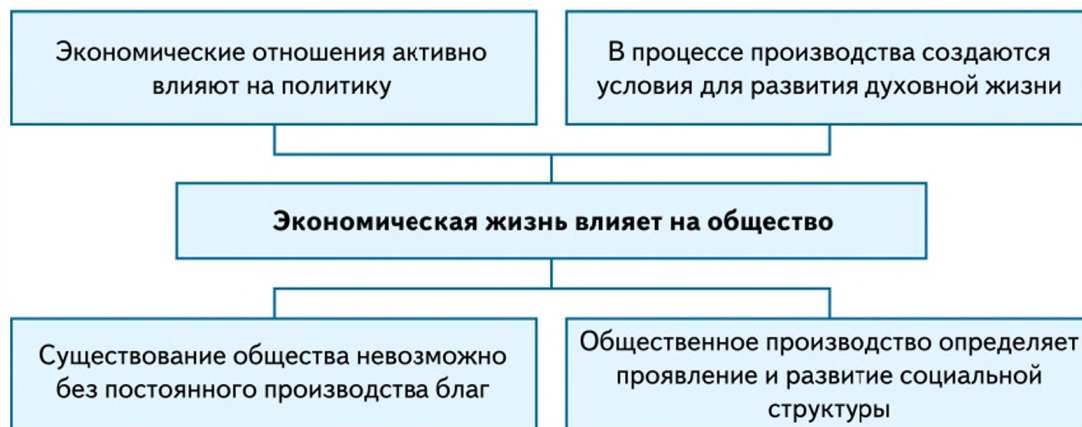 Экономические отношения активно
влияют на политику
В процессе производства создаются
условия для развития духовной жизни
Экономическая жизнь влияет на общество
Существование общества невозможно
без постоянного производства благ
Общественное производство определяет
проявление и развитие социальной
структуры